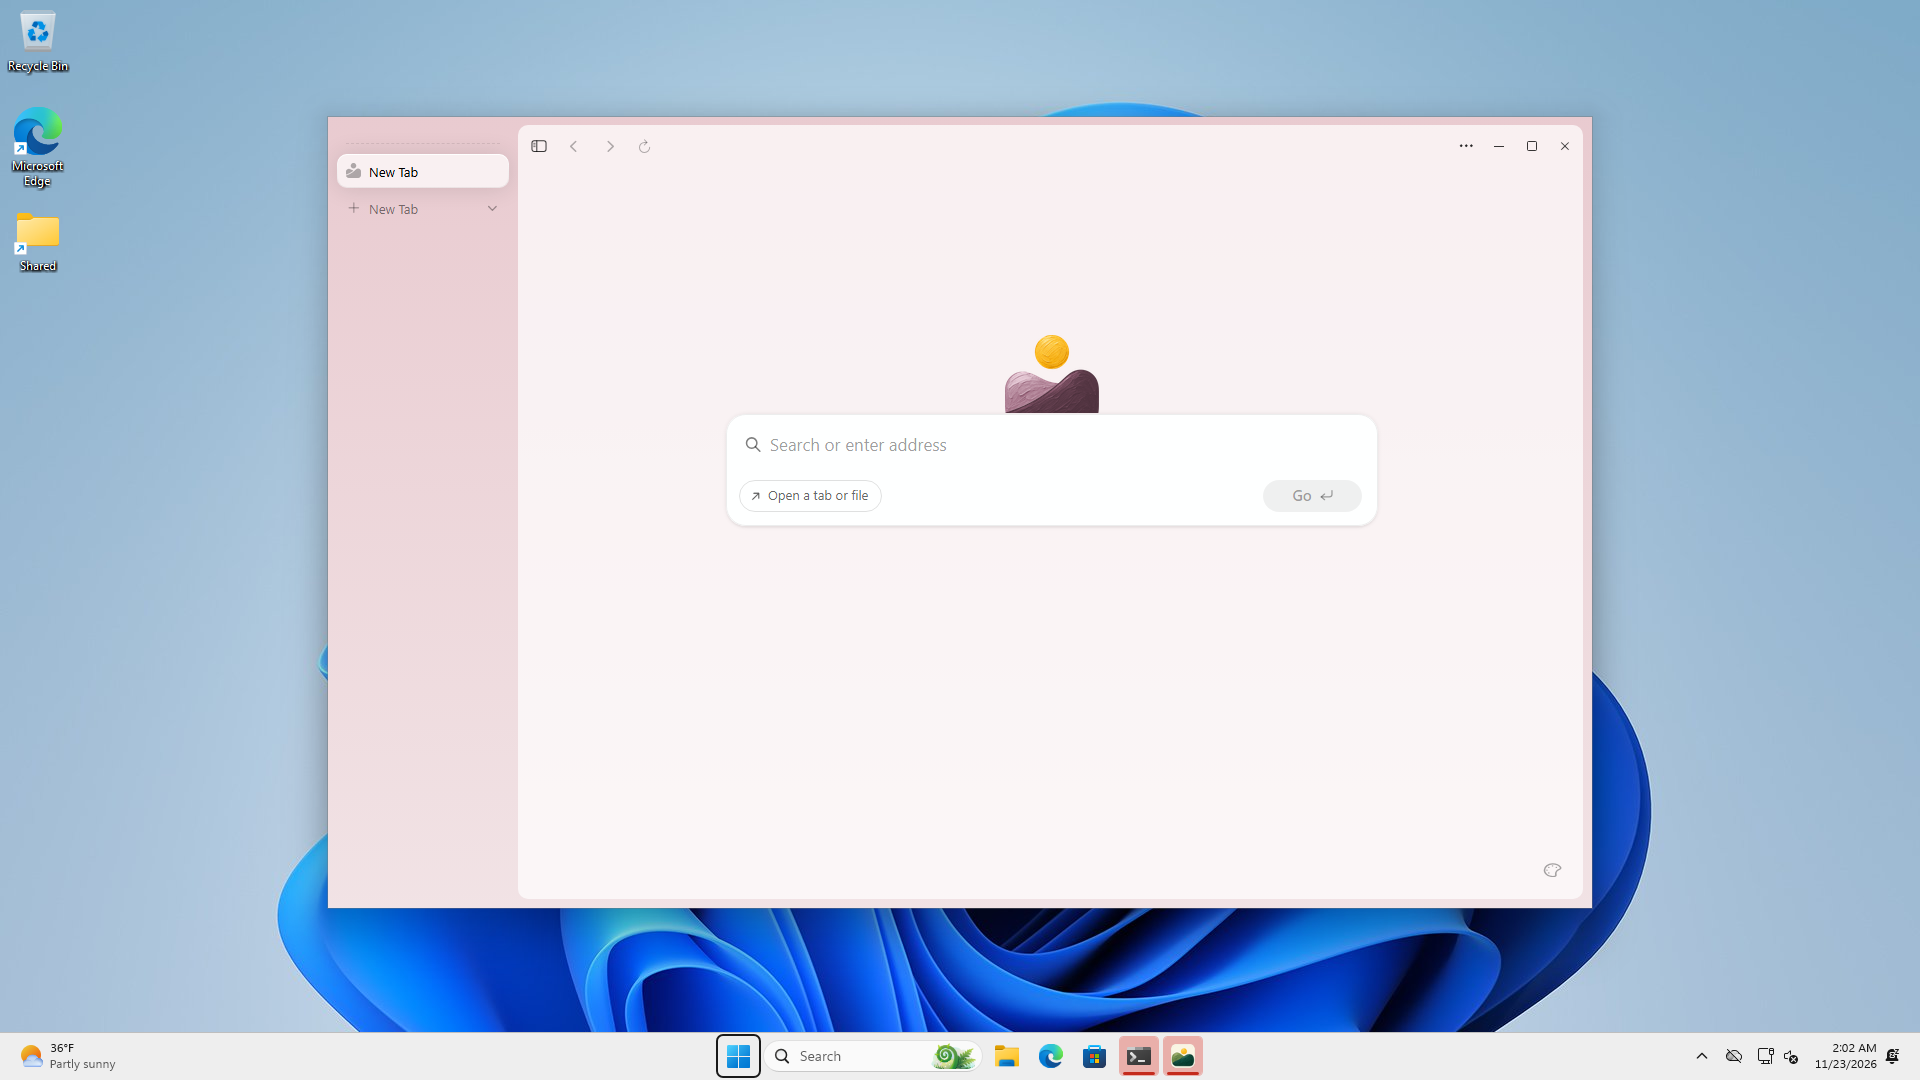 Recycle Bin
Microsoft
Edge
Shared
New Tab
New Tab
Search or enter address
Open a tab or file
Go
36°F
Partly sunny
Search
2:02 AM
11/23/2026